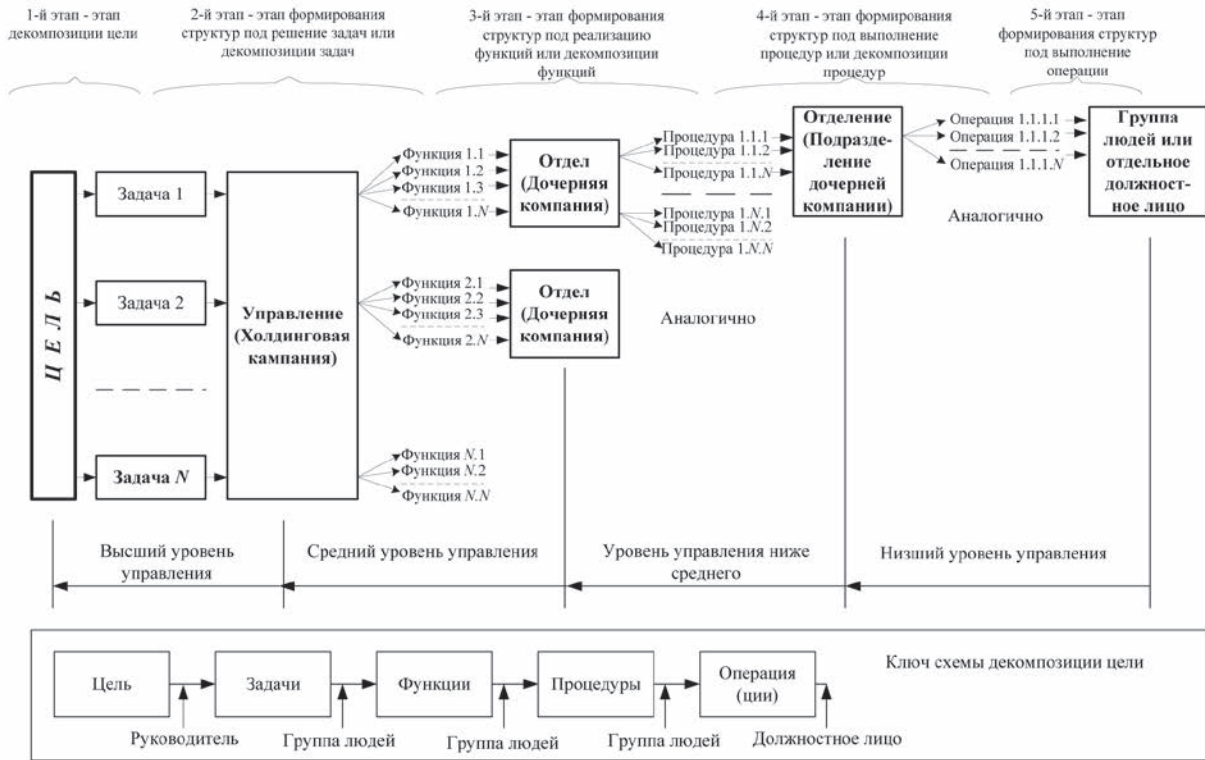 1-й этап - этап
декомпозиции цели
2-й этап - этап формирования
структур под решение задач или
декомпозиции задач
3-й этап - этап формирования
структур под реализацию
функций или декомпозиции
функций
4-й этап - этап формирования
структур под выполнение
процедур или декомпозиции
процедур
5-й этап - этап
формирования структур
под выполнение
операции
ЦЕЛЬ
Задача 1
Задача 2
Задача N
Управление
(Холдинговая
кампания)
Функция 1.1
Функция 1.2
Функция 1.3
Функция 1.N
Функция 2.1
Функция 2.2
Функция 2.3
Функция 2.N
Функция N.1
Функция N.2
Функция N.N
Отдел
(Дочерняя
компания)
Отдел
(Дочерняя
компания)
Процедура 1.1.1
Процедура 1.1.2
Процедура 1.1.N
Процедура 1.N.1
Процедура 1.N.2
Процедура 1.N.N
Аналогично
Отделение
(Подразде-
ление
дочерней
компании)
Операция 1.1.1.1
Операция 1.1.1.2
Операция 1.1.1.N
Аналогично
Группа
людей или
отдельное
должност-
ное лицо
Высший уровень
управления
Средний уровень управления
Уровень управления ниже
среднего
Низший уровень управления
Ключ схемы декомпозиции цели
Цель
Задачи
Функции
Процедуры
Операция
(ции)
Руководитель
Группа людей
Группа людей
Группа людей
Должностное лицо